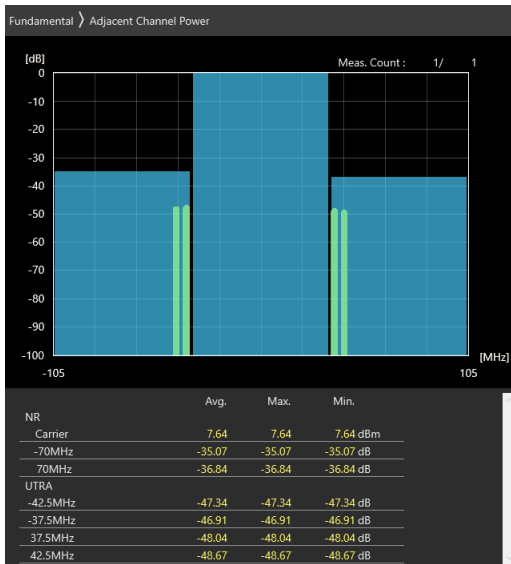 Fundamental 〉 Adjacent Channel Power
[dB]
Meas. Count : 1/ 1
0
-10
-20
-30
-40
-50
-60
-70
-80
-90
-100
[MHz]
-105 105
Avg. Max. Min.
NR
Carrier 7.64 7.64 7.64 dBm
-70MHz -35.07 -35.07 -35.07 dB
70MHz -36.84 -36.84 -36.84 dB
UTRA
-42.5MHz -47.34 -47.34 -47.34 dB
-37.5MHz -46.91 -46.91 -46.91 dB
37.5MHz -48.04 -48.04 -48.04 dB
42.5MHz -48.67 -48.67 -48.67 dB